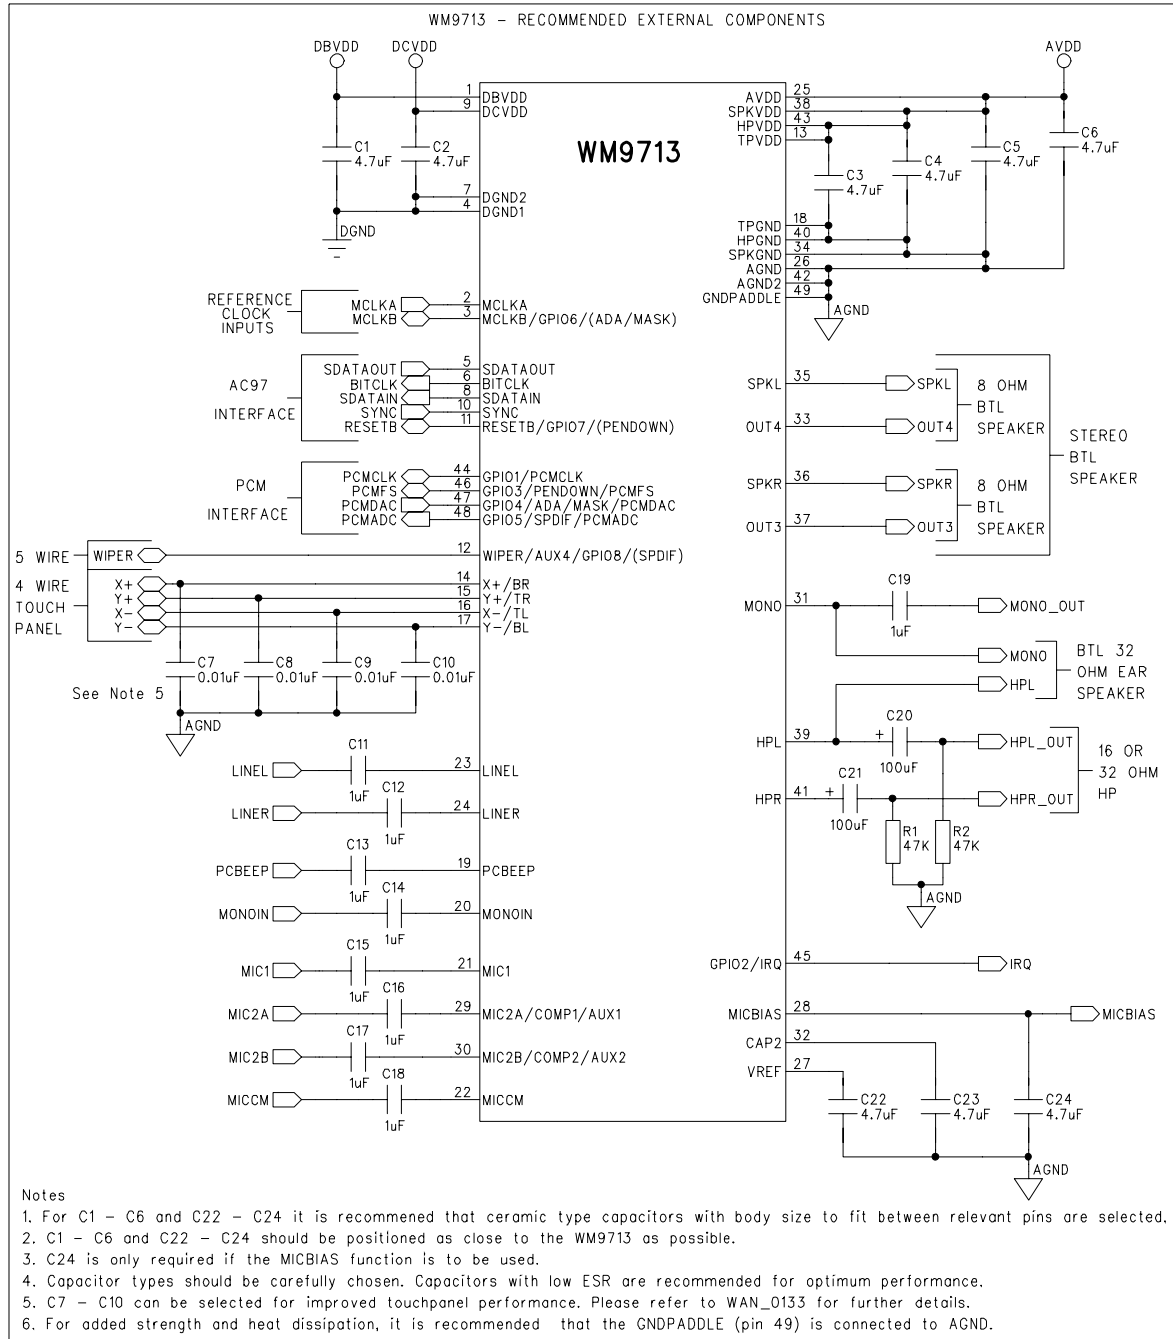 WM9713 - RECOMMENDED EXTERNAL COMPONENTS
DBVDD DCVDD AVDD
WM9713
1 DBVDD
9 DCVDD
C1 4.7uF
C2 4.7uF
7 DGND2
4 DGND1
DGND
AVDD 25
SPKVDD 38
HPVDD 43
TPVDD 13
C3 4.7uF
C4 4.7uF
C5 4.7uF
C6 4.7uF
TPGND 18
HPGND 40
SPKGND 34
AGND 26
AGND2 42
GNDPADDLE 49
AGND
REFERENCE
CLOCK
INPUTS
MCLKA 2 MCLKA
MCLKB 3 MCLKB/GPIO6/(ADA/MASK)
AC97
INTERFACE
SDATAOUT 5 SDATAOUT
BITCLK 6 BITCLK
SDATAIN 8 SDATAIN
SYNC 10 SYNC
RESETB 11 RESETB/GPIO7/(PENDOWN)
PCM
INTERFACE
PCMCLK 44 GPIO1/PCMCLK
PCMFS 46 GPIO3/PENDOWN/PCMFS
PCMDAC 47 GPIO4/ADA/MASK/PCMDAC
PCMADC 48 GPIO5/SPDIF/PCMADC
5 WIRE WIPER 12 WIPER/AUX4/GPIO8/(SPDIF)
4 WIRE
TOUCH
PANEL
X+ 14 X+/BR
Y+ 15 Y+/TR
X- 16 X-/TL
Y- 17 Y-/BL
C7 0.01uF
C8 0.01uF
C9 0.01uF
C10 0.01uF
See Note 5
AGND
SPKL 35 SPKL
OUT4 33 OUT4
8 OHM
BTL
SPEAKER
SPKR 36 SPKR
OUT3 37 OUT3
8 OHM
BTL
SPEAKER
STEREO
BTL
SPEAKER
MONO 31 C19 1uF MONO_OUT
MONO
HPL
BTL 32
OHM EAR
SPEAKER
HPL 39 + C20 100uF HPL_OUT
HPR 41 + C21 100uF HPR_OUT
16 OR
32 OHM
HP
R1 47K
R2 47K
AGND
LINEL C11 1uF 23 LINEL
LINER C12 1uF 24 LINER
PCBEEP C13 1uF 19 PCBEEP
MONOIN C14 1uF 20 MONOIN
MIC1 C15 1uF 21 MIC1
MIC2A C16 1uF 29 MIC2A/COMP1/AUX1
MIC2B C17 1uF 30 MIC2B/COMP2/AUX2
MICCM C18 1uF 22 MICCM
GPIO2/IRQ 45 IRQ
MICBIAS 28 MICBIAS
CAP2 32
VREF 27
C22 4.7uF
C23 4.7uF
C24 4.7uF
AGND
Notes
1. For C1 - C6 and C22 - C24 it is recommened that ceramic type capacitors with body size to fit between relevant pins are selected.
2. C1 - C6 and C22 - C24 should be positioned as close to the WM9713 as possible.
3. C24 is only required if the MICBIAS function is to be used.
4. Capacitor types should be carefully chosen. Capacitors with low ESR are recommended for optimum performance.
5. C7 - C10 can be selected for improved touchpanel performance. Please refer to WAN_0133 for further details.
6. For added strength and heat dissipation, it is recommended that the GNDPADDLE (pin 49) is connected to AGND.